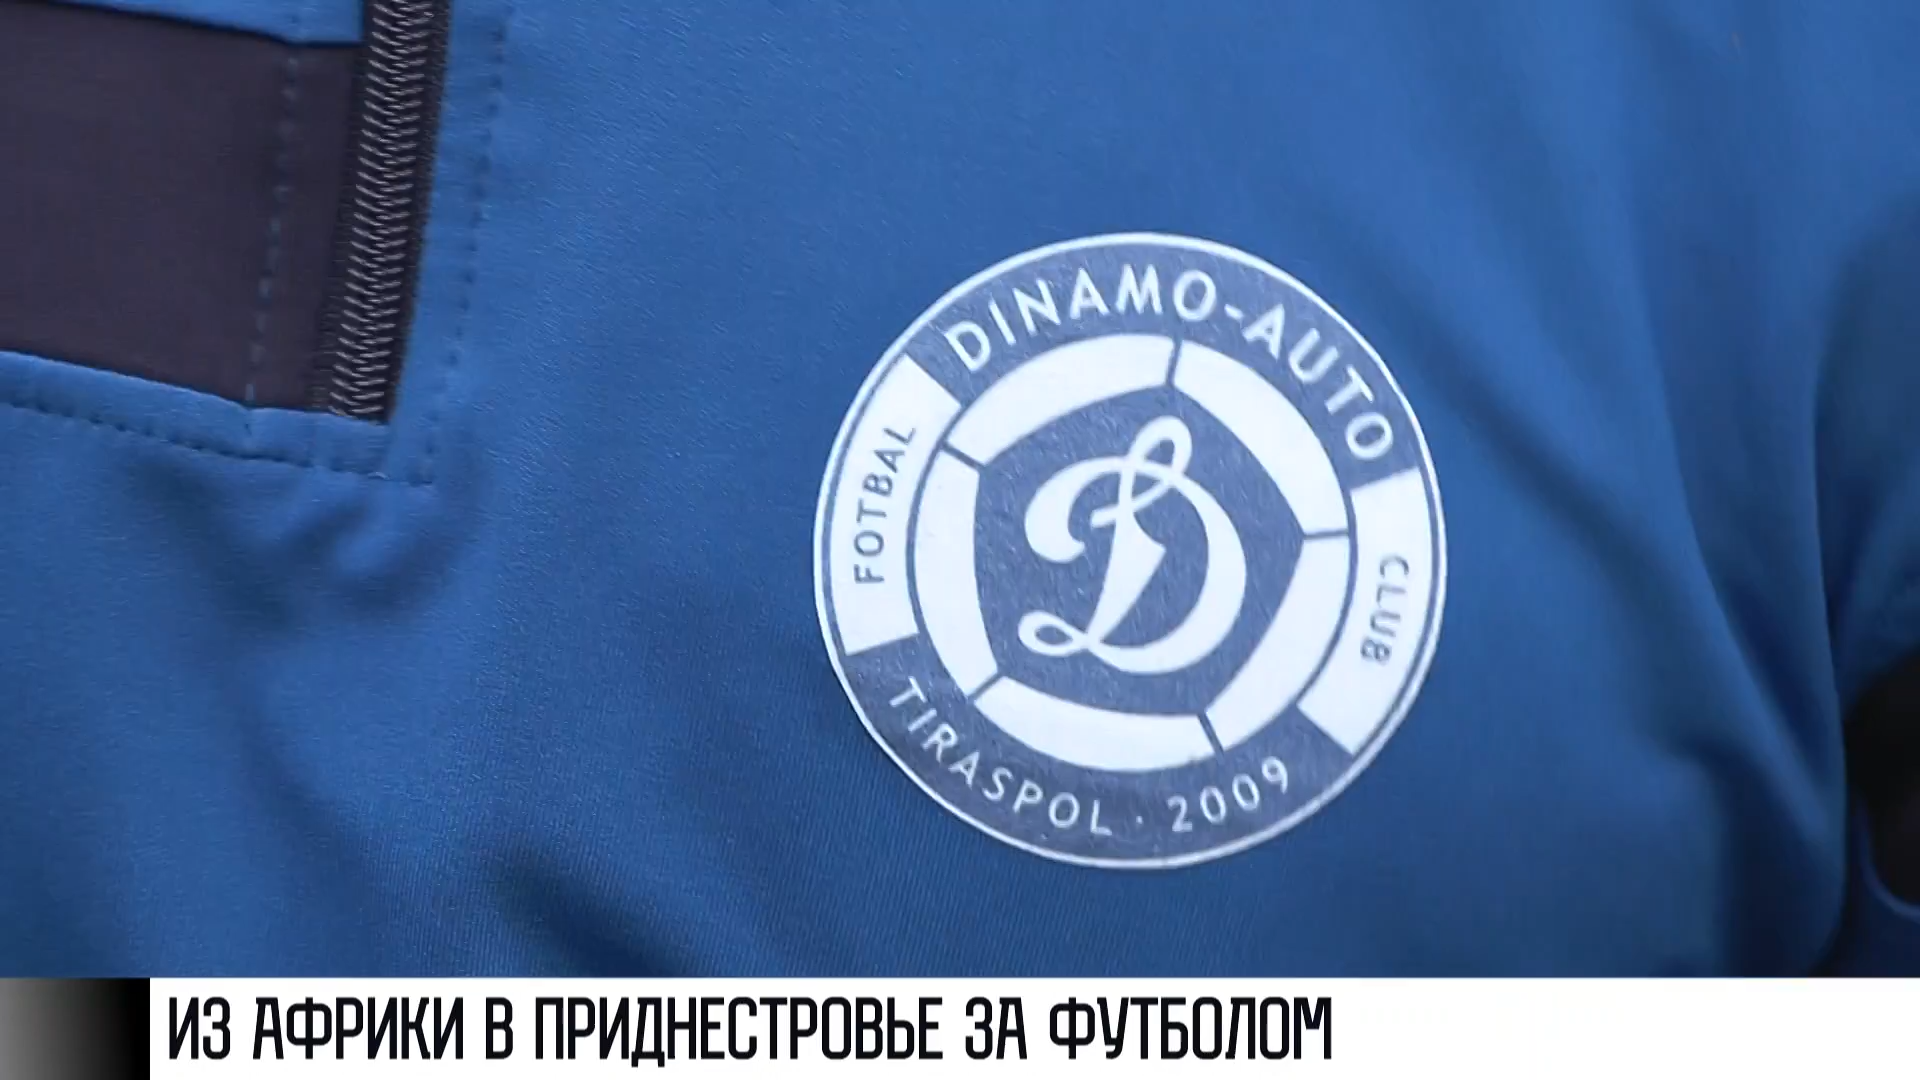 DINAMO-AUTO
FOTBAL
CLUB
D
TIRASPOL · 2009
ИЗ АФРИКИ В ПРИДНЕСТРОВЬЕ ЗА ФУТБОЛОМ